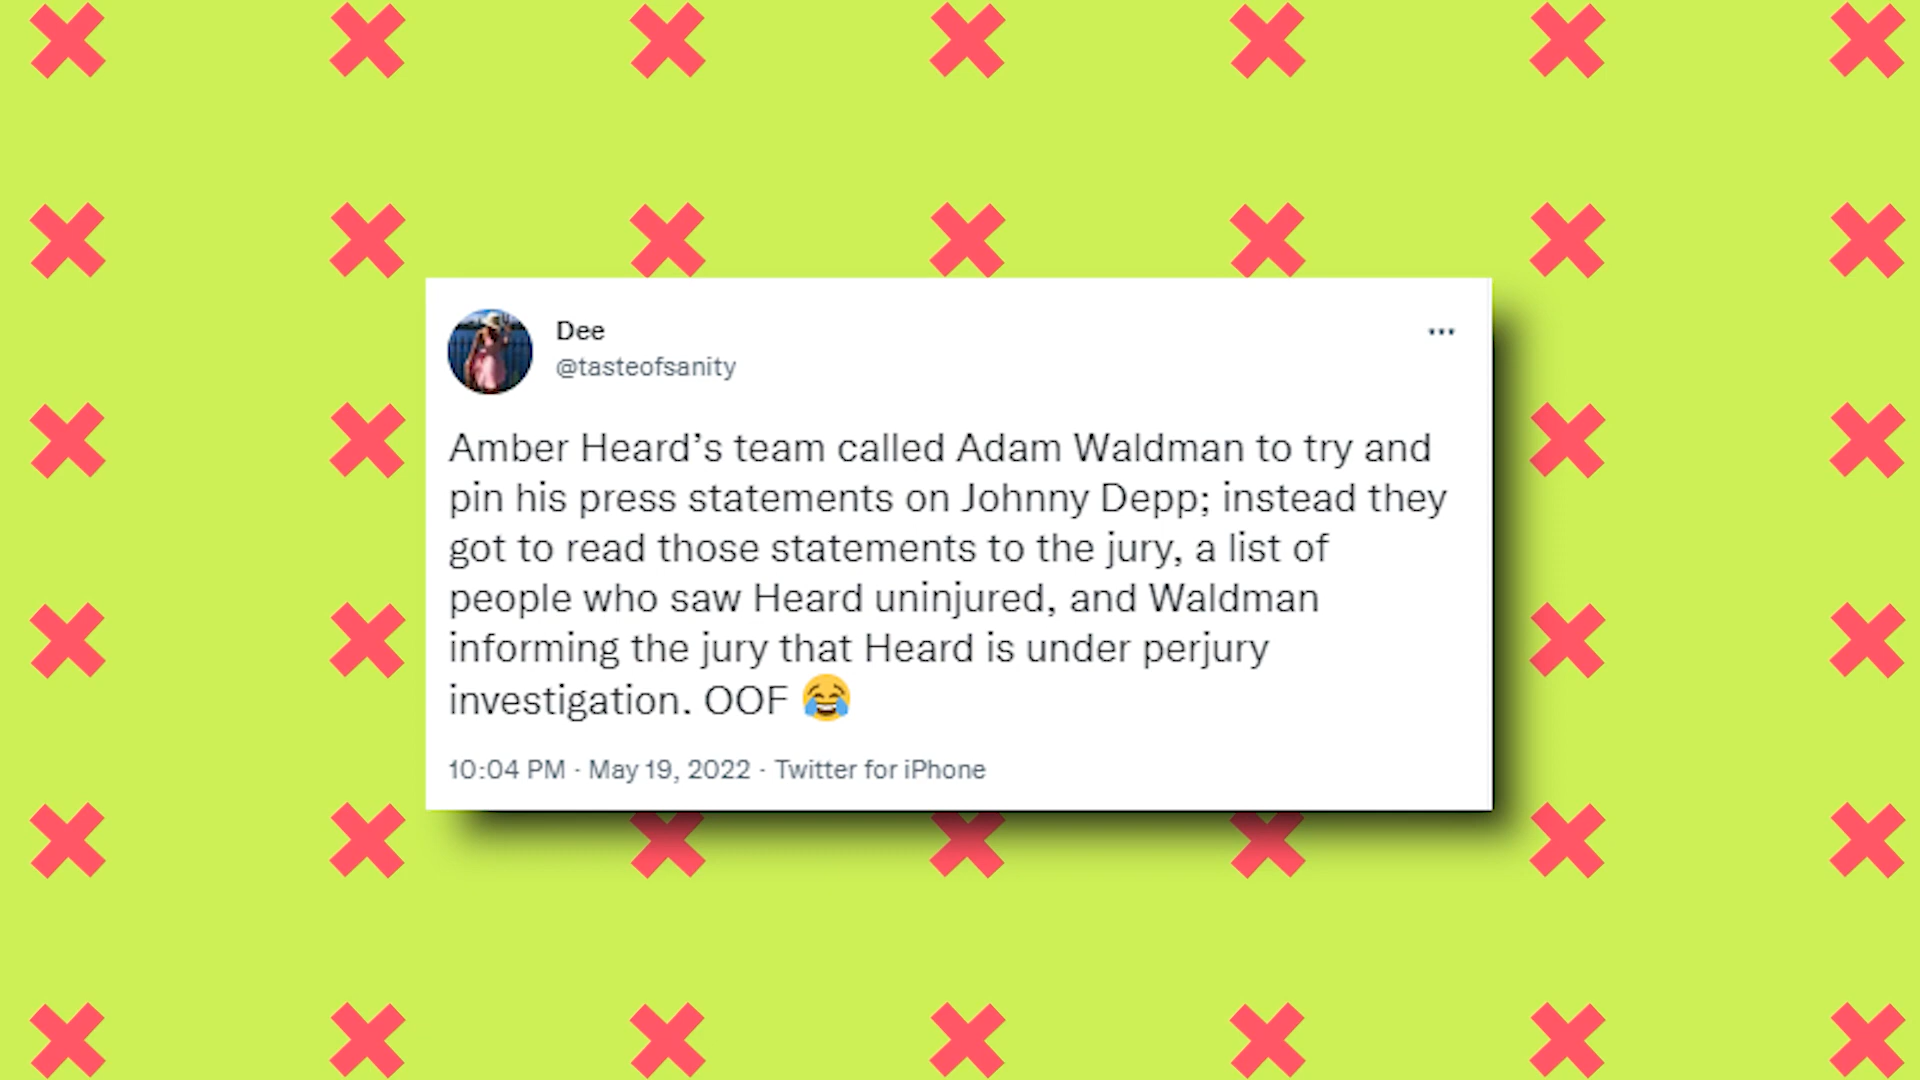 Dee
@tasteofsanity
Amber Heard’s team called Adam Waldman to try and
pin his press statements on Johnny Depp; instead they
got to read those statements to the jury, a list of
people who saw Heard uninjured, and Waldman
informing the jury that Heard is under perjury
investigation. OOF 😂
10:04 PM · May 19, 2022 · Twitter for iPhone